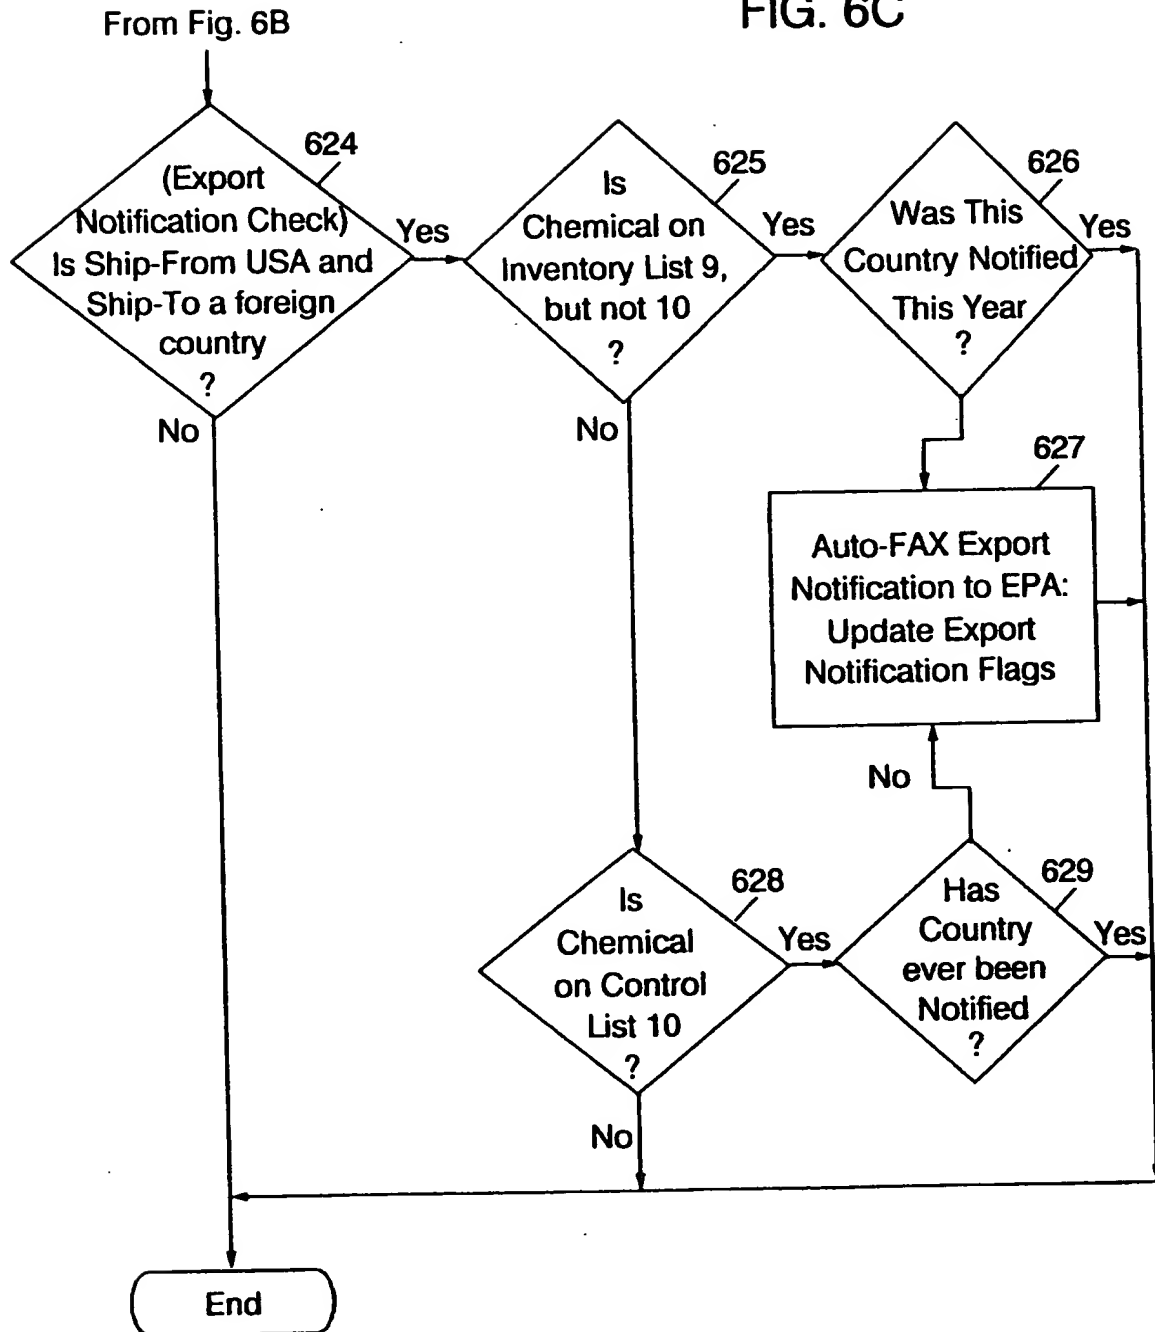 From Fig. 6B
FIG. 6C
624
(Export
Notification Check)
Is Ship-From USA and
Ship-To a foreign
country
?
Yes
No
625
Is
Chemical on
Inventory List 9,
but not 10
?
Yes
No
626
Was This
Country Notified
This Year
?
Yes
627
Auto-FAX Export
Notification to EPA:
Update Export
Notification Flags
No
628
Is
Chemical
on Control
List 10
?
Yes
No
629
Has
Country
ever been
Notified
?
Yes
End